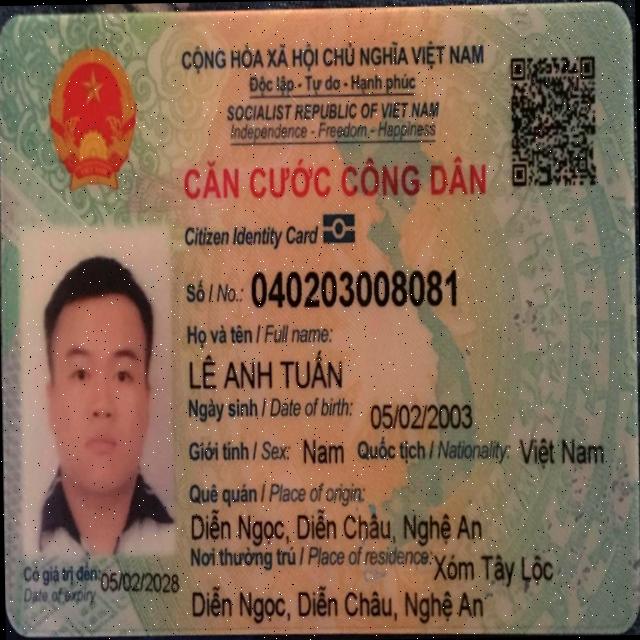 CỘNG HÒA XÃ HỘI CHỦ NGHĨA VIỆT NAM
Độc lập - Tự do - Hạnh phúc
SOCIALIST REPUBLIC OF VIET NAM
Independence - Freedom - Happiness
CĂN CƯỚC CÔNG DÂN
Citizen Identity Card
Số / No.: 040203008081
Họ và tên / Full name:
LÊ ANH TUẤN
Ngày sinh / Date of birth: 05/02/2003
Giới tính / Sex: Nam Quốc tịch / Nationality: Việt Nam
Quê quán / Place of origin:
Diễn Ngọc, Diễn Châu, Nghệ An
Nơi thường trú / Place of residence: Xóm Tây Lộc
Diễn Ngọc, Diễn Châu, Nghệ An
Có giá trị đến: 05/02/2028
Date of expiry